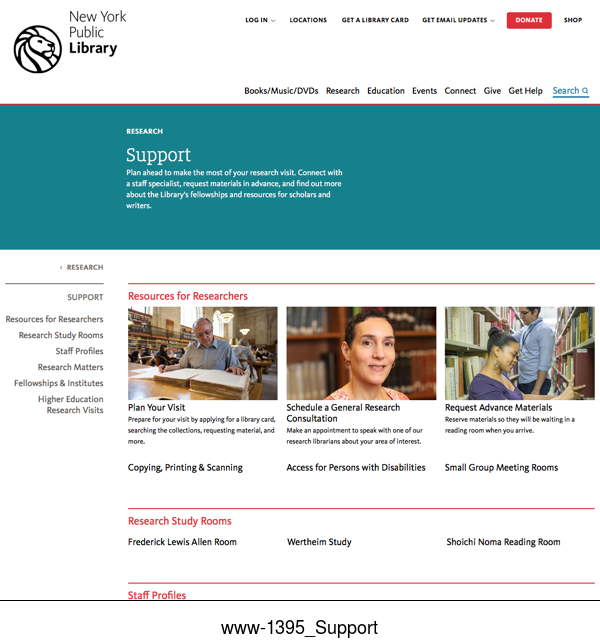 New York
Public
Library
LOG IN
LOCATIONS
GET A LIBRARY CARD
GET EMAIL UPDATES
DONATE
SHOP
Books/Music/DVDs
Research
Education
Events
Connect
Give
Get Help
Search
RESEARCH
Support
Plan ahead to make the most of your research visit. Connect with
a staff specialist, request materials in advance, and find out more
about the Library's fellowships and resources for scholars and
writers.
‹ RESEARCH
SUPPORT
Resources for Researchers
Research Study Rooms
Staff Profiles
Research Matters
Fellowships & Institutes
Higher Education
Research Visits
Resources for Researchers
Plan Your Visit
Prepare for your visit by applying for a library card,
searching the collections, requesting material, and
more.
Schedule a General Research
Consultation
Make an appointment to speak with one of our
research librarians about your area of interest.
Request Advance Materials
Reserve materials so they will be waiting in a
reading room when you arrive.
Copying, Printing & Scanning
Access for Persons with Disabilities
Small Group Meeting Rooms
Research Study Rooms
Frederick Lewis Allen Room
Wertheim Study
Shoichi Noma Reading Room
Staff Profiles
www-1395_Support